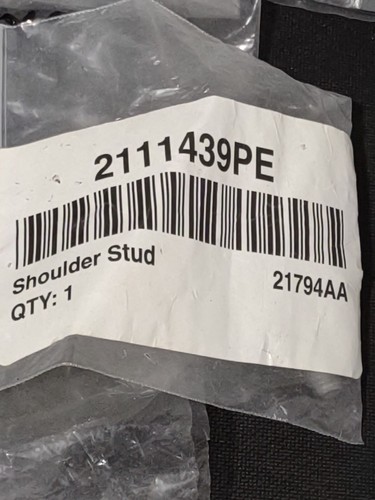 2111439PE
Shoulder Stud
21794AA
QTY: 1